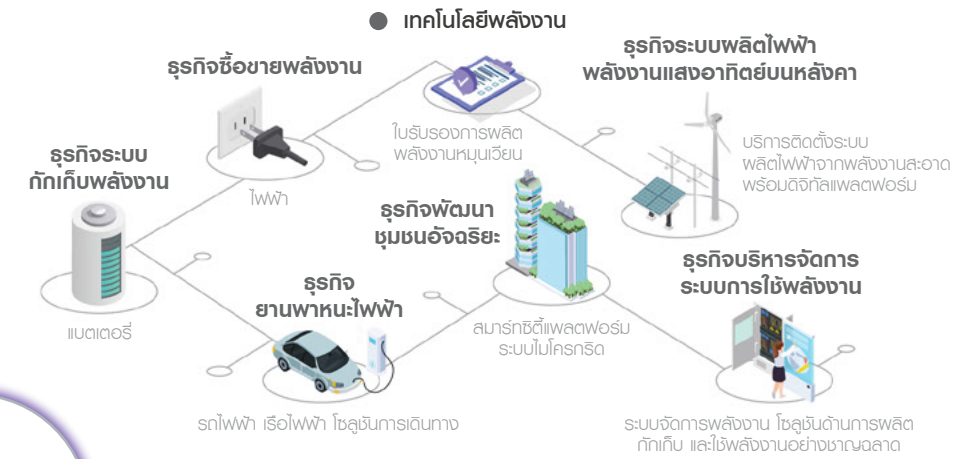 เทคโนโลยีพลังงาน
ธุรกิจซื้อขายพลังงาน
ไฟฟ้า
ใบรับรองการผลิต
พลังงานหมุนเวียน
ธุรกิจระบบผลิตไฟฟ้า
พลังงานแสงอาทิตย์บนหลังคา
บริการติดตั้งระบบ
ผลิตไฟฟ้าจากพลังงานสะอาด
พร้อมดิจิทัลแพลตฟอร์ม
ธุรกิจระบบ
กักเก็บพลังงาน
แบตเตอรี่
ธุรกิจพัฒนา
ชุมชนอัจฉริยะ
สมาร์ทซิตี้แพลตฟอร์ม
ระบบไมโครกริด
ธุรกิจ
ยานพาหนะไฟฟ้า
รถไฟฟ้า เรือไฟฟ้า โซลูชันการเดินทาง
ธุรกิจบริหารจัดการ
ระบบการใช้พลังงาน
ระบบจัดการพลังงาน โซลูชันด้านการผลิต
กักเก็บ และใช้พลังงานอย่างชาญฉลาด